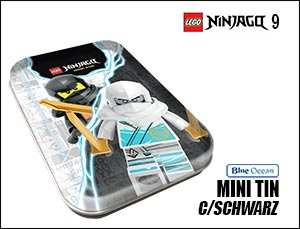 LEGO NINJAGO 9
LEGO NINJAGO
Blue Ocean
MINI TIN
C/SCHWARZ